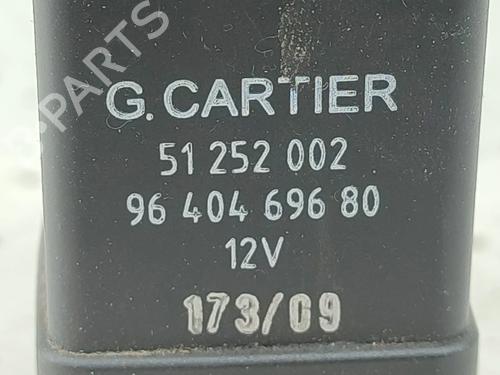 G. CARTIER
51 252 002
96 404 696 80
12V
173/09
PARTS